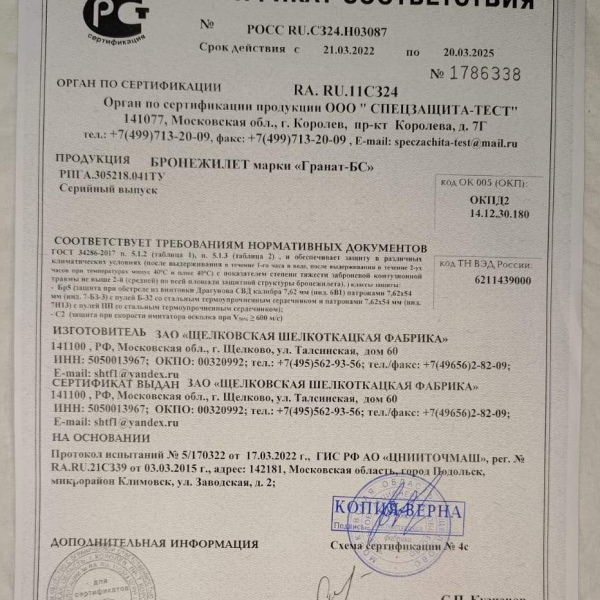 СООТВЕТСТВИЯ
РСТ
сертификация
№ РОСС RU.СЗ24.Н03087
Срок действия с 21.03.2022 по 20.03.2025
№ 1786338
ОРГАН ПО СЕРТИФИКАЦИИ RA. RU.11СЗ24
Орган по сертификации продукции ООО " СПЕЦЗАЩИТА-ТЕСТ"
141077, Московская обл., г. Королев, пр-кт Королева, д. 7Г
тел.: +7(499)713-20-09, факс: +7(499)713-20-09 , E-mail: speczachita-test@mail.ru
ПРОДУКЦИЯ БРОНЕЖИЛЕТ марки «Гранат-БС»
РПГА.305218.041ТУ
Серийный выпуск
код ОК 005 (ОКП):
ОКПД2
14.12.30.180
СООТВЕТСТВУЕТ ТРЕБОВАНИЯМ НОРМАТИВНЫХ ДОКУМЕНТОВ
ГОСТ 34286-2017 п. 5.1.2 (таблица 1), п. 5.1.3 (таблица 2) , и обеспечивает защиту в различных
климатических условиях (после выдерживания в течение 1-го часа в воде, после выдерживания в течение 2-ух
часов при температурах минус 40°С и плюс 40°С) с показателем степени тяжести заброневой контузионной
травмы не выше 2-й (средней) по всей площади защитной структуры бронежилета). ( классы защиты:
- Бр5 (защита при обстреле из винтовки Драгунова СВД калибра 7,62 мм (инд. 6В1) патронами 7,62х54
мм (инд. 7-БЗ-3) с пулей Б-32 со стальным термоупрочненным сердечником и патронами 7,62х54 мм (инд.
7Н13) с пулей ПП со стальным термоупрочненным сердечником);
- С2 (защита при скорости имитатора осколка при V50% ≥ 600 м/с)
код ТН ВЭД России:
6211439000
ИЗГОТОВИТЕЛЬ ЗАО «ЩЕЛКОВСКАЯ ШЕЛКОТКАЦКАЯ ФАБРИКА»
141100 , РФ, Московская обл., г. Щелково, ул. Талсинская, дом 60
ИНН: 5050013967; ОКПО: 00320992; тел.: +7(495)562-93-56; тел./факс: +7(49656)2-82-09;
E-mail: shtf1@yandex.ru
СЕРТИФИКАТ ВЫДАН ЗАО «ЩЕЛКОВСКАЯ ШЕЛКОТКАЦКАЯ ФАБРИКА»
141100 , РФ, Московская обл., г. Щелково, ул. Талсинская, дом 60
ИНН: 5050013967; ОКПО: 00320992; тел.: +7(495)562-93-56; тел./факс: +7(49656)2-82-09;
E-mail: shtf1@yandex.ru
НА ОСНОВАНИИ
Протокол испытаний № 5/170322 от 17.03.2022 г., ГИС РФ АО «ЦНИИТОЧМАШ», рег. №
RA.RU.21СЗ39 от 03.03.2015 г., адрес: 142181, Московская область, город Подольск,
микрорайон Климовск, ул. Заводская, д. 2;
КОПИЯ ВЕРНА
Подпись
ДОПОЛНИТЕЛЬНАЯ ИНФОРМАЦИЯ
Схема сертификации № 4с
для
сертификатов